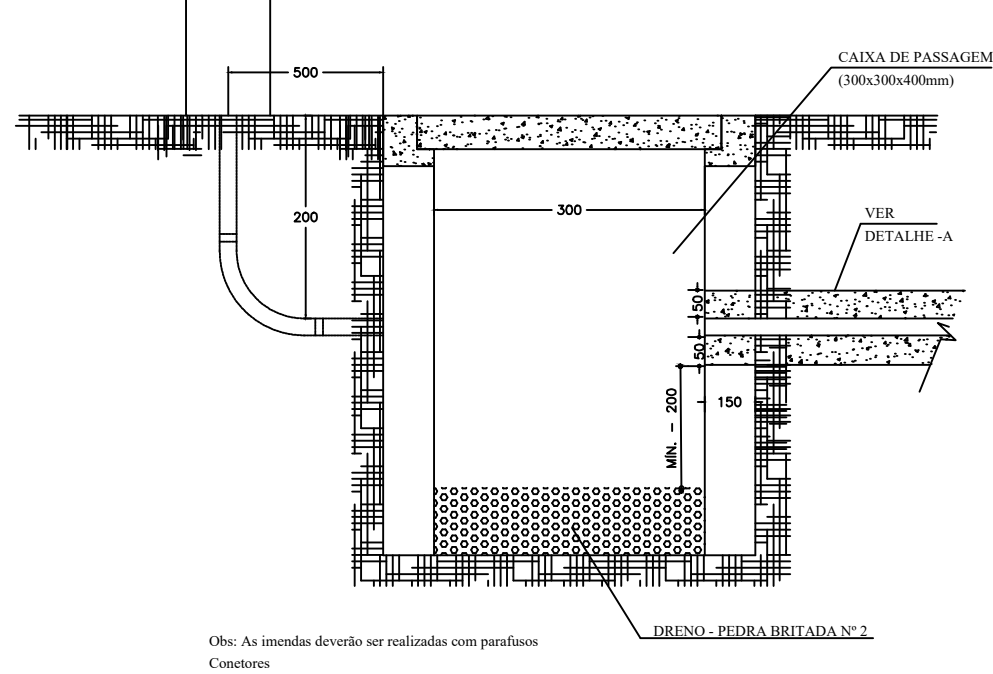 CAIXA DE PASSAGEM
(300x300x400mm)
500
200
300
VER
DETALHE -A
50
50
150
MÍN. - 200
DRENO - PEDRA BRITADA Nº 2
Obs: As imendas deverão ser realizadas com parafusos
Conetores